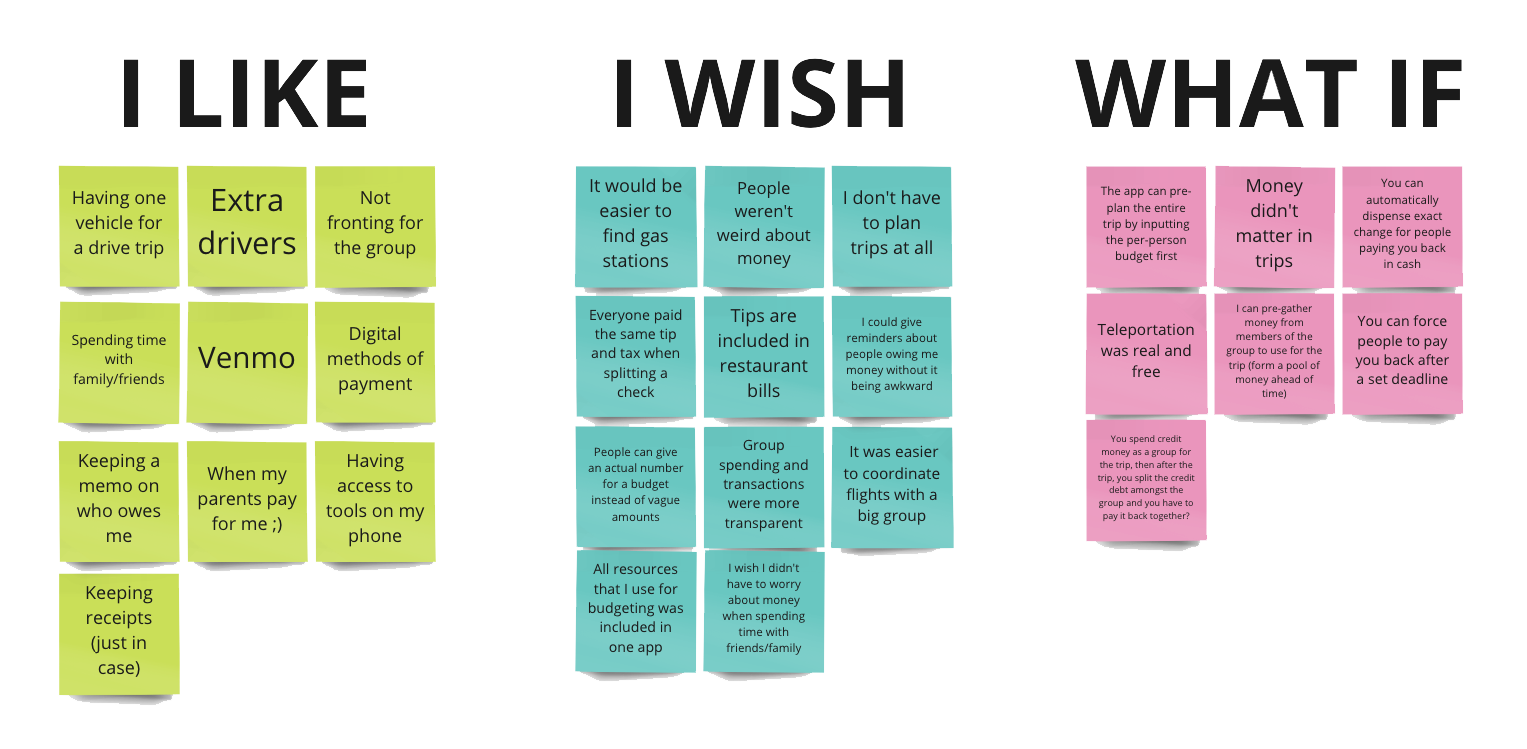 I LIKE
Having one
vehicle for
a drive trip
Extra
drivers
Not
fronting for
the group
Spending time
with
family/friends
Venmo
Digital
methods of
payment
Keeping a
memo on
who owes
me
When my
parents pay
for me ;)
Having
access to
tools on my
phone
Keeping
receipts
(just in
case)
I WISH
It would be
easier to
find gas
stations
People
weren't
weird about
money
I don't have
to plan
trips at all
Everyone paid
the same tip
and tax when
splitting a
check
Tips are
included in
restaurant
bills
I could give
reminders about
people owing me
money without it
being awkward
People can give
an actual number
for a budget
instead of vague
amounts
Group
spending and
transactions
were more
transparent
It was easier
to coordinate
flights with a
big group
All resources
that I use for
budgeting was
included in
one app
I wish I didn't
have to worry
about money
when spending
time with
friends/family
WHAT IF
The app can pre-
plan the entire
trip by inputting
the per-person
budget first
Money
didn't
matter in
trips
You can
automatically
dispense exact
change for people
paying you back
in cash
Teleportation
was real and
free
I can pre-gather
money from
members of the
group to use for the
trip (form a pool of
money ahead of
time)
You can force
people to pay
you back after
a set deadline
You spend credit
money as a group for
the trip, then after the
trip, you split the credit
debt amongst the
group and you have to
pay it back together?